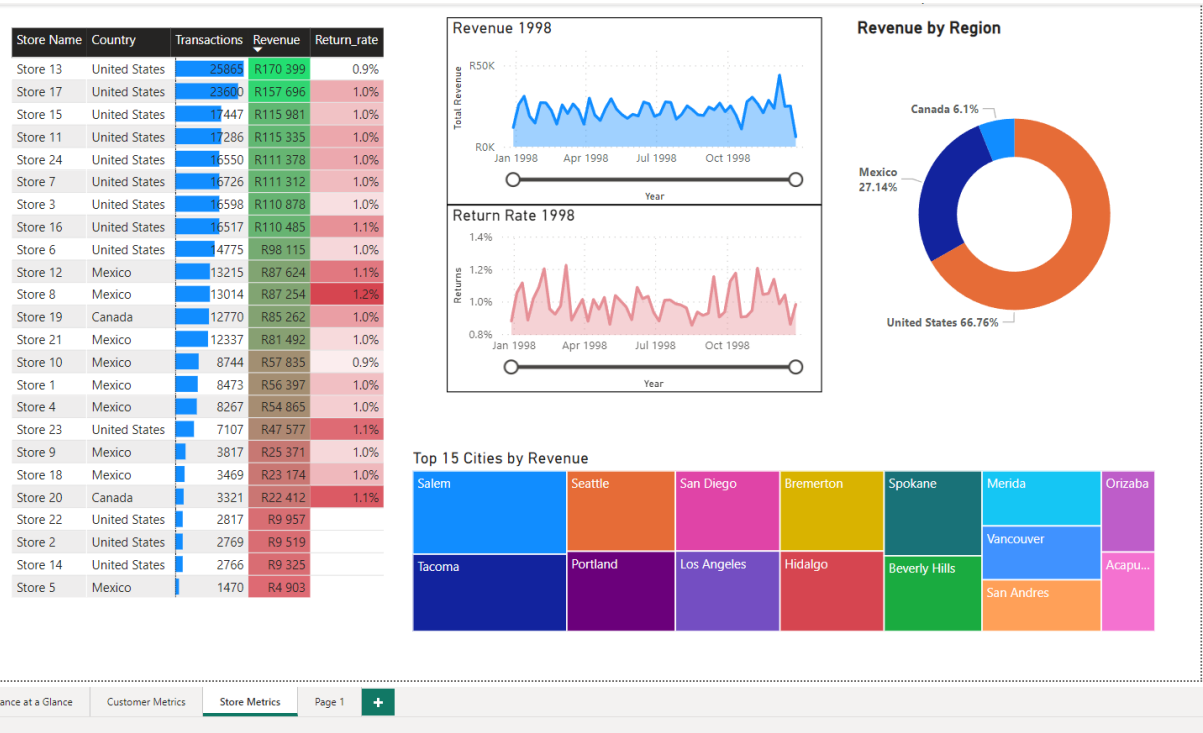 Store Name Country Transactions Revenue Return_rate
Store 13 United States 25865 R170 399 0.9%
Store 17 United States 23600 R157 696 1.0%
Store 15 United States 17447 R115 981 1.0%
Store 11 United States 17286 R115 335 1.0%
Store 24 United States 16550 R111 378 1.0%
Store 7 United States 16726 R111 312 1.0%
Store 3 United States 16598 R110 878 1.0%
Store 16 United States 16517 R110 485 1.1%
Store 6 United States 14775 R98 115 1.0%
Store 12 Mexico 13215 R87 624 1.1%
Store 8 Mexico 13014 R87 254 1.2%
Store 19 Canada 12770 R85 262 1.0%
Store 21 Mexico 12337 R81 492 1.0%
Store 10 Mexico 8744 R57 835 0.9%
Store 1 Mexico 8473 R56 397 1.0%
Store 4 Mexico 8267 R54 865 1.0%
Store 23 United States 7107 R47 577 1.1%
Store 9 Mexico 3817 R25 371 1.0%
Store 18 Mexico 3469 R23 174 1.0%
Store 20 Canada 3321 R22 412 1.1%
Store 22 United States 2817 R9 957
Store 2 United States 2769 R9 519
Store 14 United States 2766 R9 325
Store 5 Mexico 1470 R4 903
Revenue 1998
Total Revenue
R50K
R0K
Jan 1998 Apr 1998 Jul 1998 Oct 1998
Year
Return Rate 1998
Returns
1.4%
1.2%
1.0%
0.8%
Jan 1998 Apr 1998 Jul 1998 Oct 1998
Year
Revenue by Region
Canada 6.1%
Mexico
27.14%
United States 66.76%
Top 15 Cities by Revenue
Salem Seattle San Diego Bremerton Spokane Merida Orizaba
Vancouver
Tacoma Portland Los Angeles Hidalgo Beverly Hills Acapu...
San Andres
ance at a Glance Customer Metrics Store Metrics Page 1 +